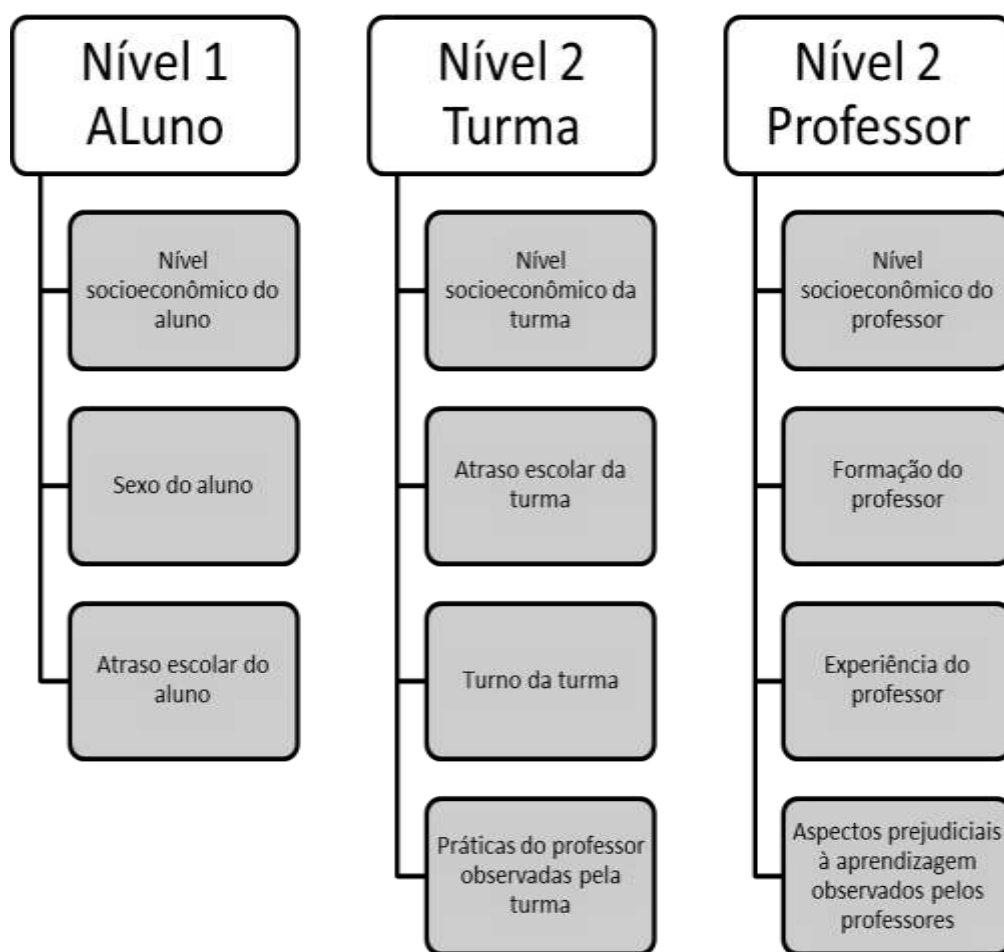 Nível 1
ALuno
Nível
socioeconômico do
aluno
Sexo do aluno
Atraso escolar do
aluno
Nível 2
Turma
Nível
socioeconômico da
turma
Atraso escolar da
turma
Turno da turma
Práticas do professor
observadas pela
turma
Nível 2
Professor
Nível
socioeconômico do
professor
Formação do
professor
Experiência do
professor
Aspectos prejudiciais
à aprendizagem
observados pelos
professores